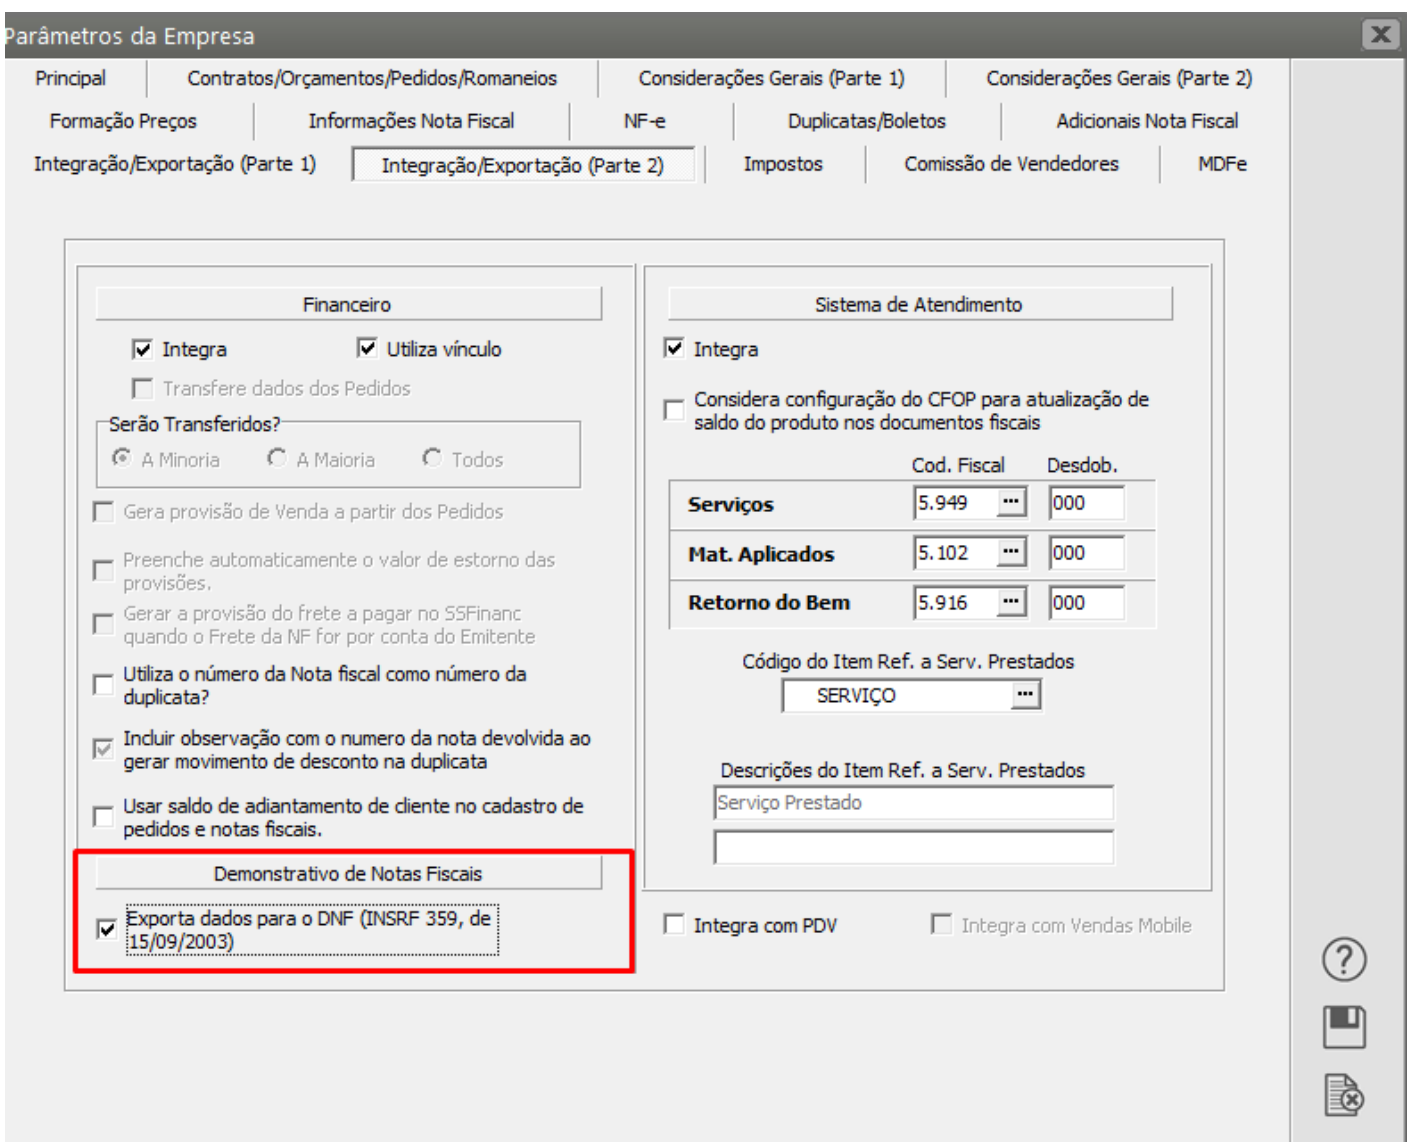 Parâmetros da Empresa
Principal
Contratos/Orçamentos/Pedidos/Romaneios
Considerações Gerais (Parte 1)
Considerações Gerais (Parte 2)
Formação Preços
Informações Nota Fiscal
NF-e
Duplicatas/Boletos
Adicionais Nota Fiscal
Integração/Exportação (Parte 1)
Integração/Exportação (Parte 2)
Impostos
Comissão de Vendedores
MDFe
Financeiro
Integra
Utiliza vínculo
Transfere dados dos Pedidos
Serão Transferidos?
A Minoria
A Maioria
Todos
Gera provisão de Venda a partir dos Pedidos
Preenche automaticamente o valor de estorno das
provisões.
Gerar a provisão do frete a pagar no SSFinanc
quando o Frete da NF for por conta do Emitente
Utiliza o número da Nota fiscal como número da
duplicata?
Incluir observação com o numero da nota devolvida ao
gerar movimento de desconto na duplicata
Usar saldo de adiantamento de cliente no cadastro de
pedidos e notas fiscais.
Demonstrativo de Notas Fiscais
Exporta dados para o DNF (INSRF 359, de
15/09/2003)
Sistema de Atendimento
Integra
Considera configuração do CFOP para atualização de
saldo do produto nos documentos fiscais
Cod. Fiscal
Desdob.
Serviços
5.949
...
000
Mat. Aplicados
5.102
...
000
Retorno do Bem
5.916
...
000
Código do Item Ref. a Serv. Prestados
SERVIÇO
...
Descrições do Item Ref. a Serv. Prestados
Serviço Prestado
Integra com PDV
Integra com Vendas Mobile